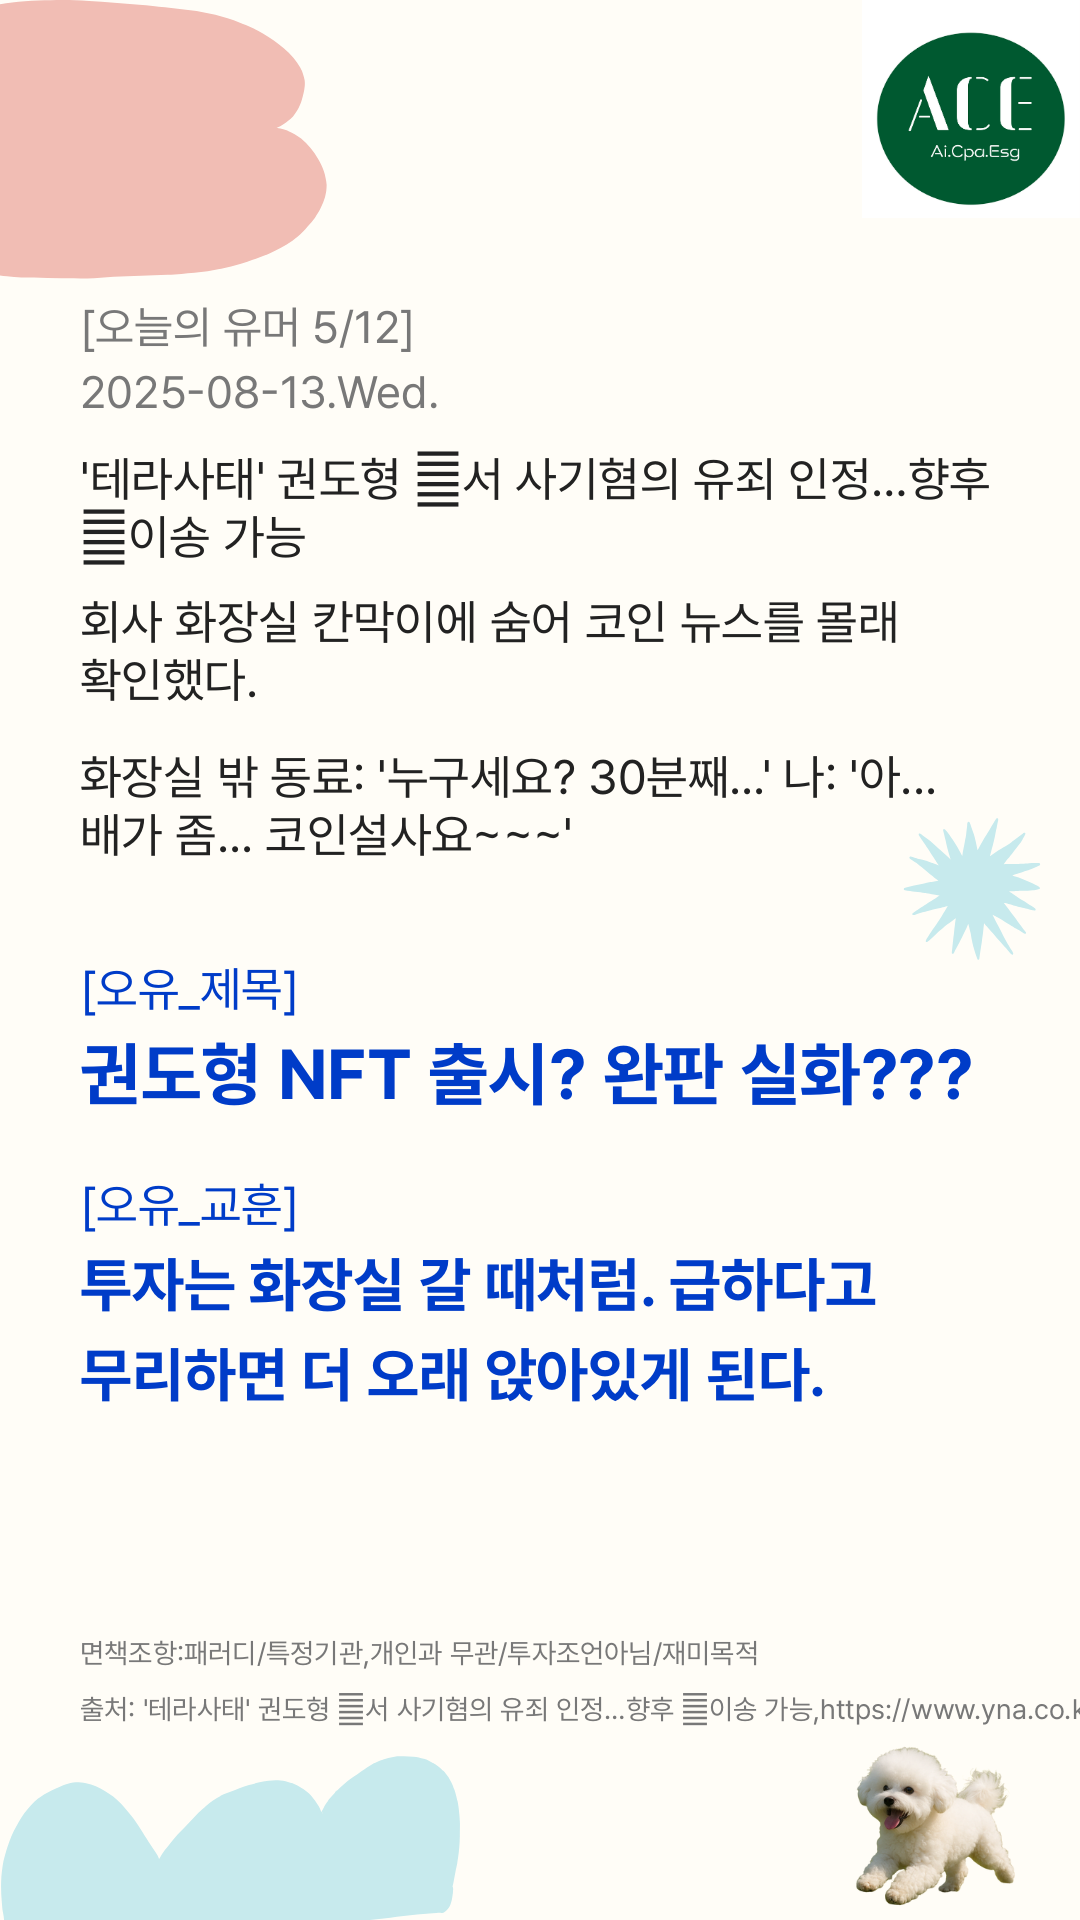 ACE
Ai.Cpa.Esg
[오늘의 유머 5/12]
2025-08-13.Wed.
'테라사태' 권도형 서 사기혐의 유죄 인정...향후
이송 가능
회사 화장실 칸막이에 숨어 코인 뉴스를 몰래
확인했다.
화장실 밖 동료: '누구세요? 30분째...' 나: '아...
배가 좀... 코인설사요~~~'
[오유_제목]
권도형 NFT 출시? 완판 실화???
[오유_교훈]
투자는 화장실 갈 때처럼. 급하다고
무리하면 더 오래 앉아있게 된다.
면책조항:패러디/특정기관,개인과 무관/투자조언아님/재미목적
출처: '테라사태' 권도형 서 사기혐의 유죄 인정...향후 이송 가능,https://www.yna.co.k